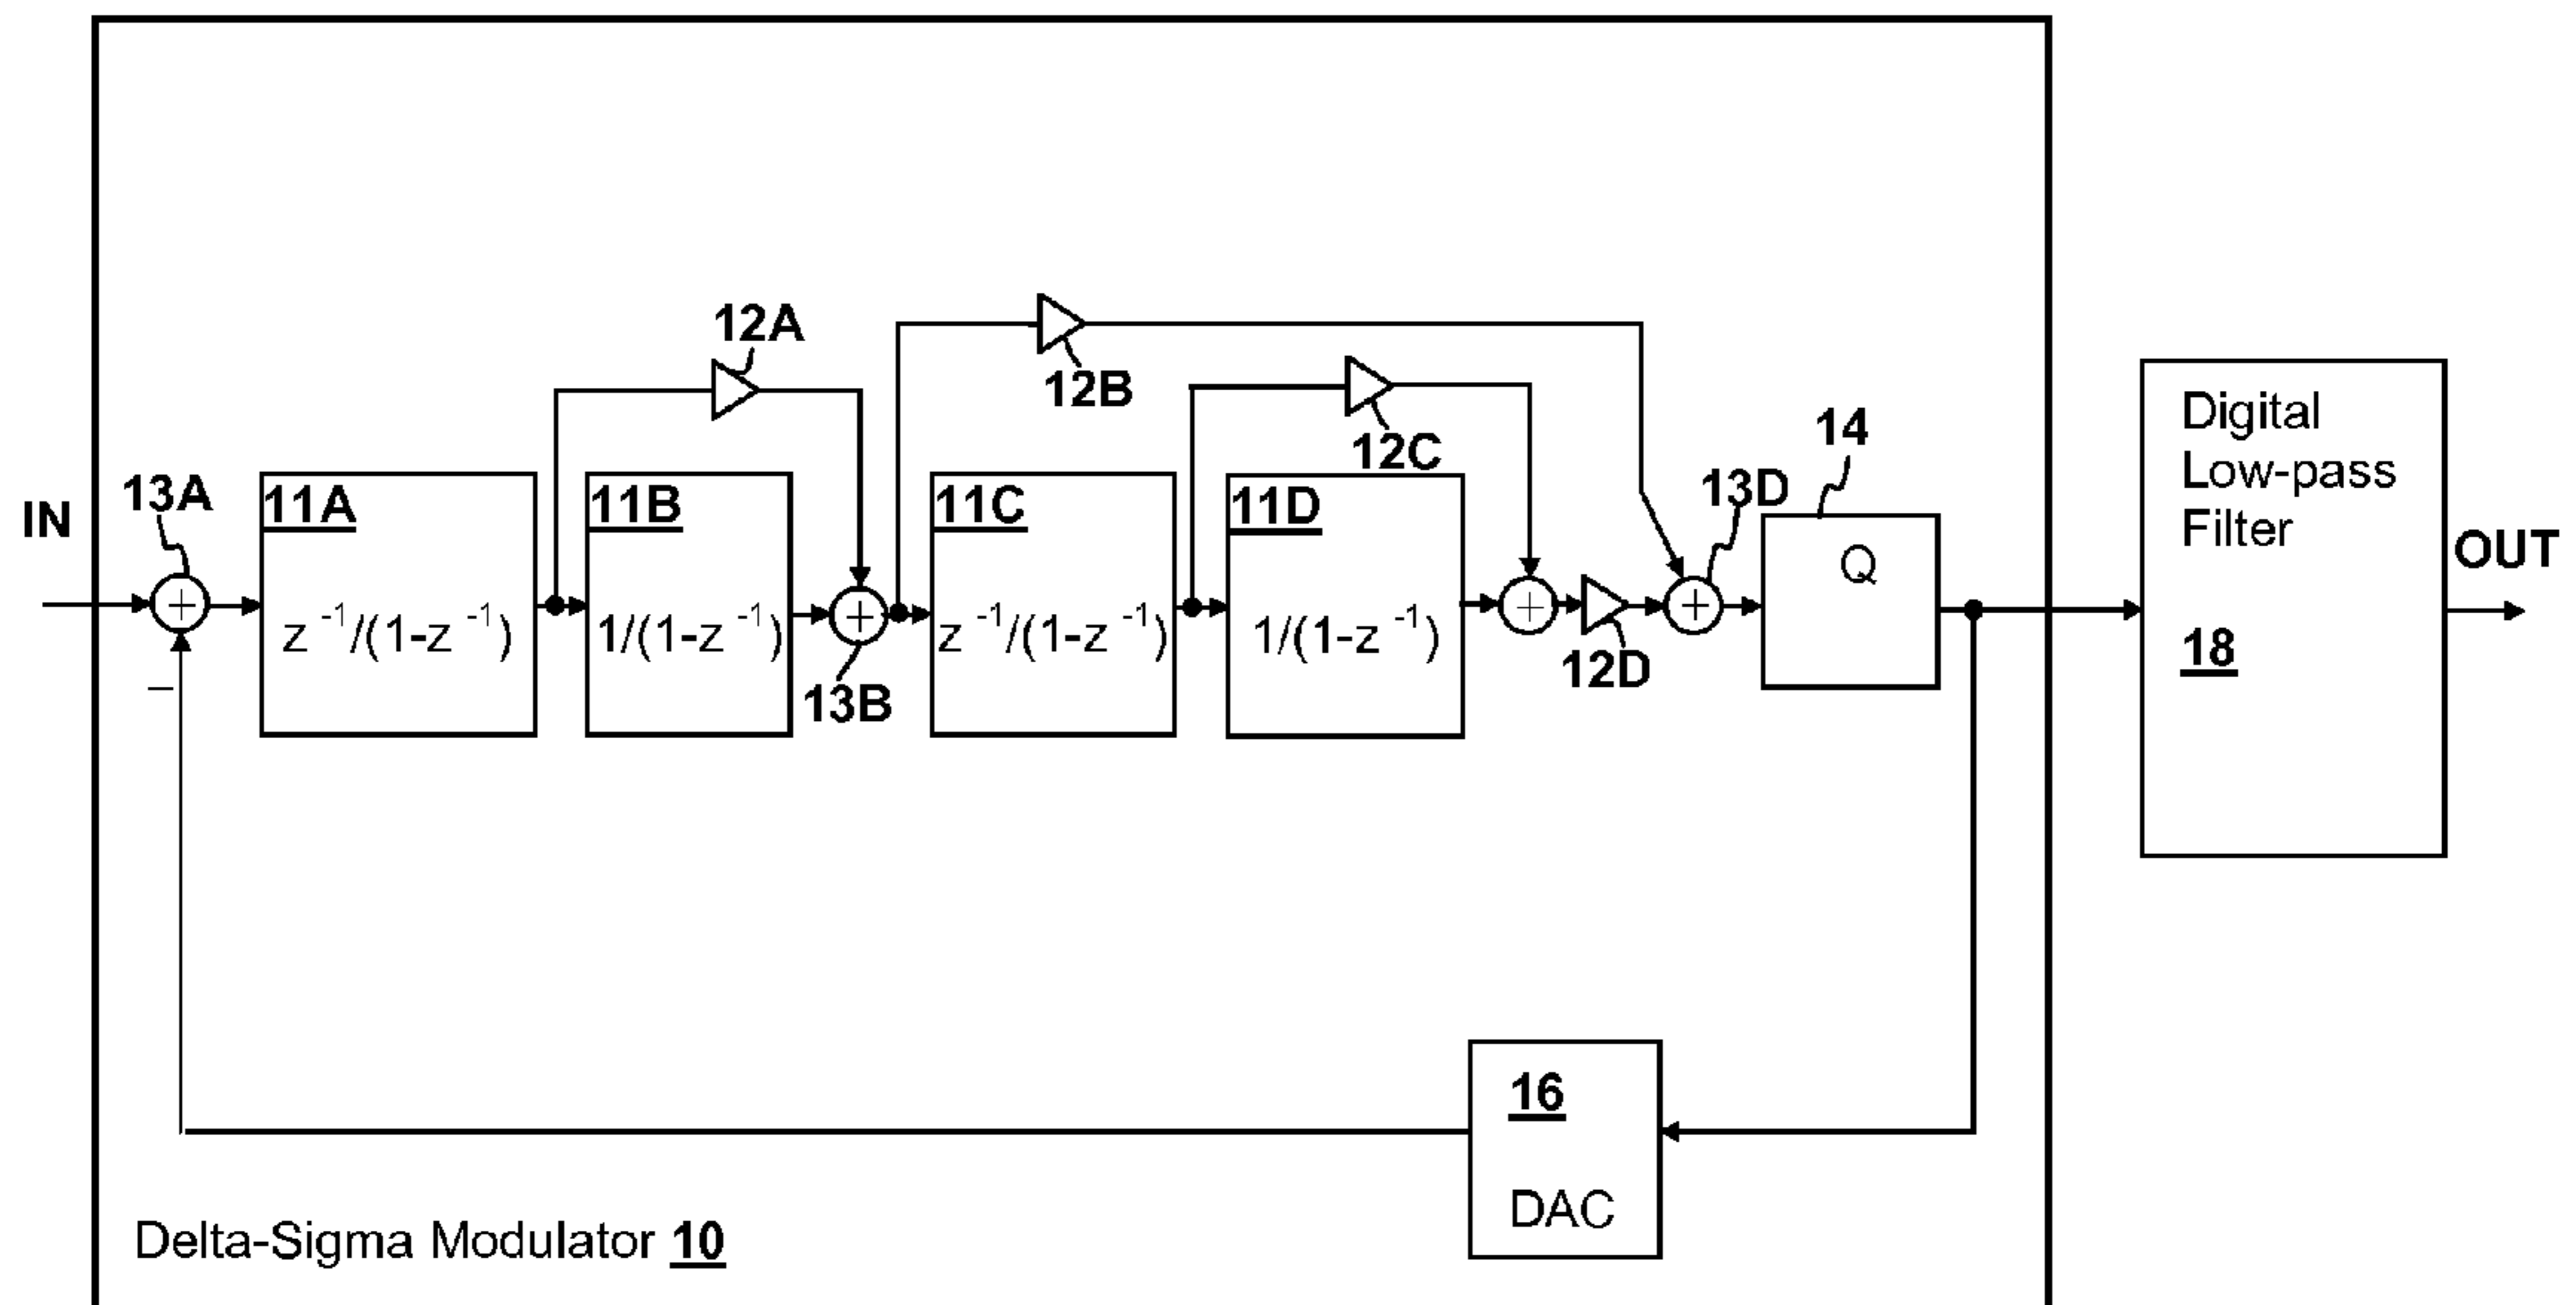 12A
12B
12C
14
13A
IN
11A
11B
11C
11D
13D
Q
Digital
Low-pass
Filter
18
OUT
+
+
+
+
z -1/(1-z -1)
1/(1-z -1)
z -1/(1-z -1)
1/(1-z -1)
12D
13B
−
16
DAC
Delta-Sigma Modulator 10